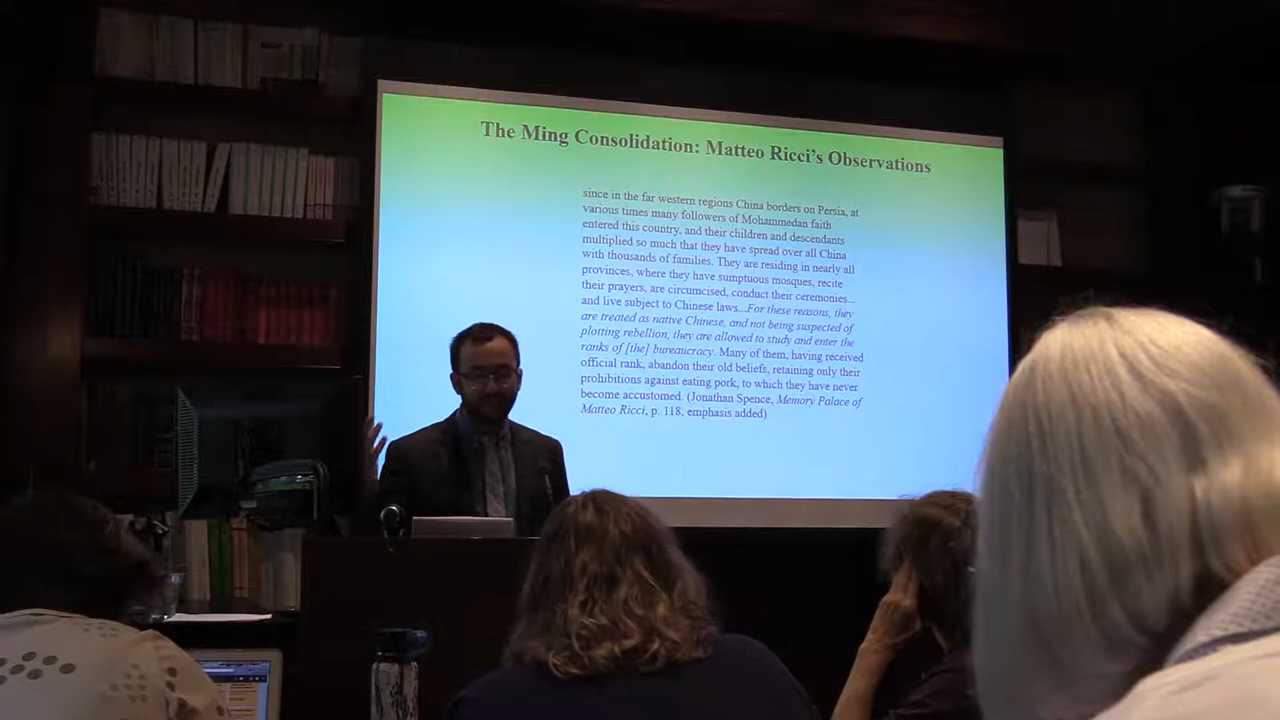 The Ming Consolidation: Matteo Ricci's Observations
since in the far western regions China borders on Persia, at
various times many followers of Mohammedan faith
entered this country, and their children and descendants
multiplied so much that they have spread over all China
with thousands of families. They are residing in nearly all
provinces, where they have sumptuous mosques, recite
their prayers, are circumcised, conduct their ceremonies...
and live subject to Chinese laws...For these reasons, they
are treated as native Chinese, and not being suspected of
plotting rebellion, they are allowed to study and enter the
ranks of [the] bureaucracy. Many of them, having received
official rank, abandon their old beliefs, retaining only their
prohibitions against eating pork, to which they have never
become accustomed. (Jonathan Spence, Memory Palace of
Matteo Ricci, p. 118, emphasis added)